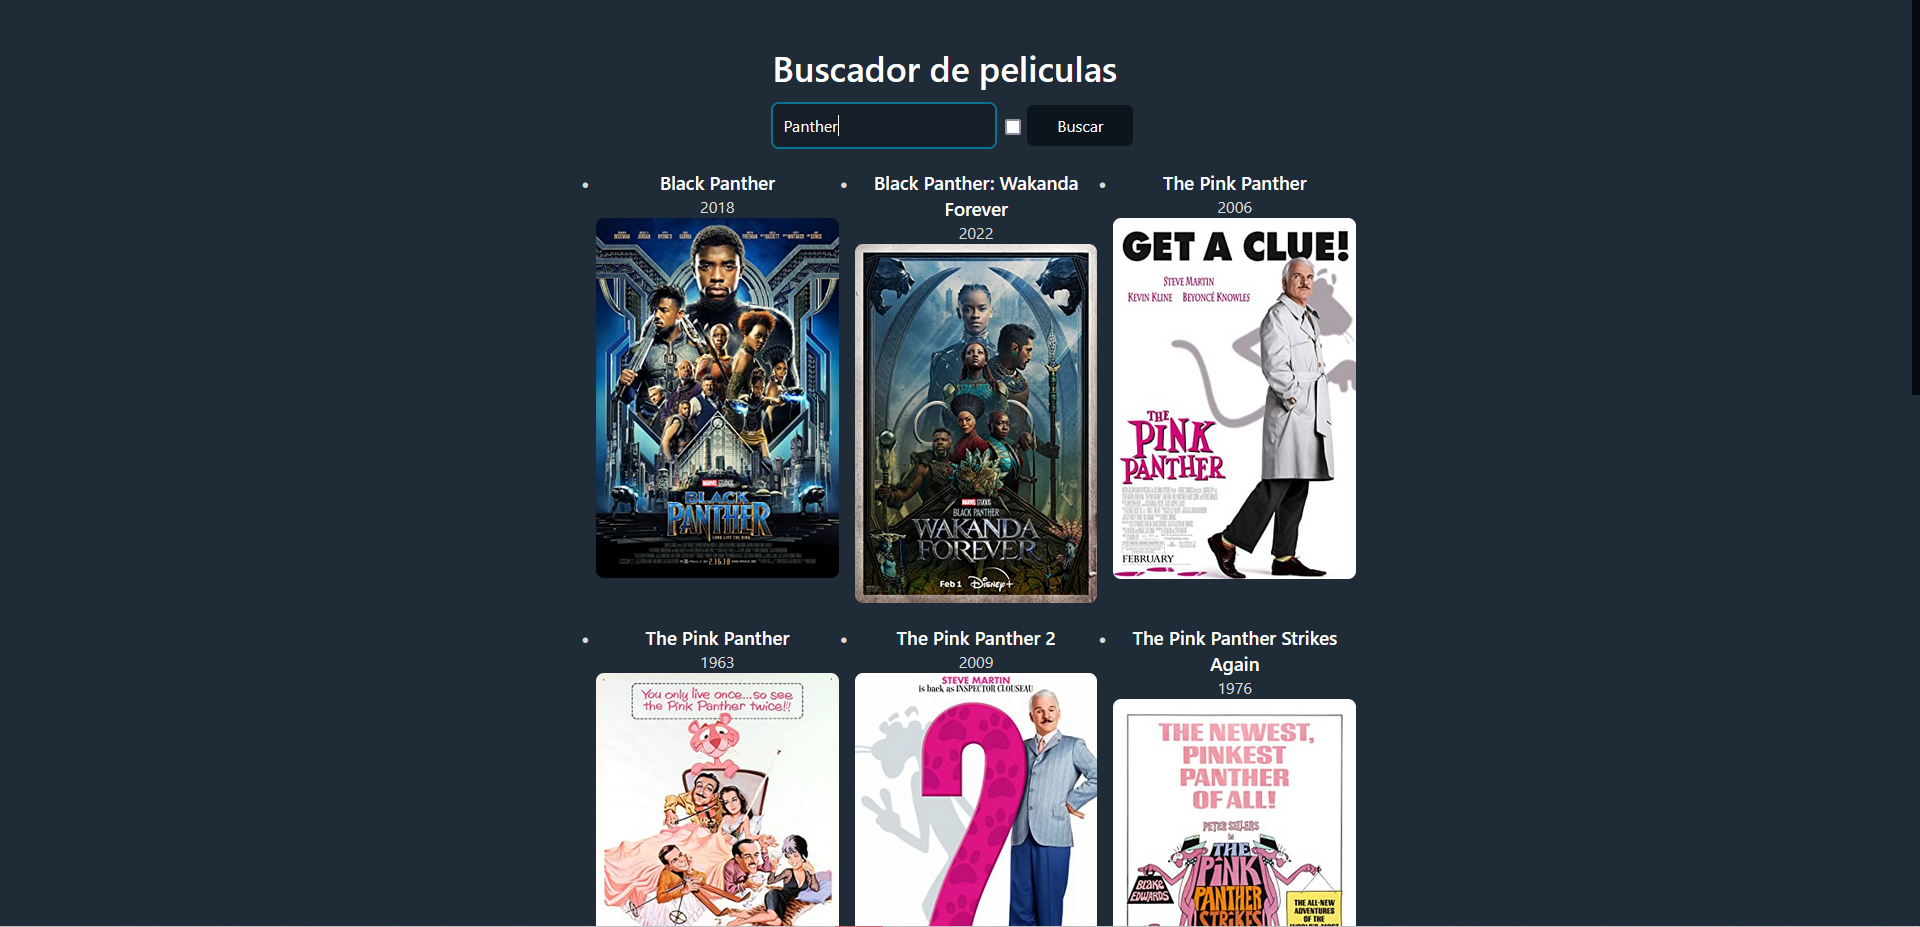 Buscador de peliculas
Panther
Buscar
Black Panther
2018
Black Panther: Wakanda
Forever
2022
The Pink Panther
2006
MARVEL STUDIOS
BLACK
PANTHER
LONG LIVE THE KING
2.16.18
MARVEL STUDIOS
BLACK PANTHER
WAKANDA
FOREVER
Feb 1 Disney+
GET A CLUE!
STEVE MARTIN
KEVIN KLINE BEYONCÉ KNOWLES
THE
PINK
PANTHER
FEBRUARY
The Pink Panther
1963
The Pink Panther 2
2009
The Pink Panther Strikes
Again
1976
You only live once...so see
the Pink Panther twice!!
STEVE MARTIN
is back as INSPECTOR CLOUSEAU
THE NEWEST,
PINKEST
PANTHER
OF ALL!
PETER SELLERS
in
THE
PINK
PANTHER
STRIKES
BLAKE
EDWARDS
THE ALL-NEW
ADVENTURES
OF THE